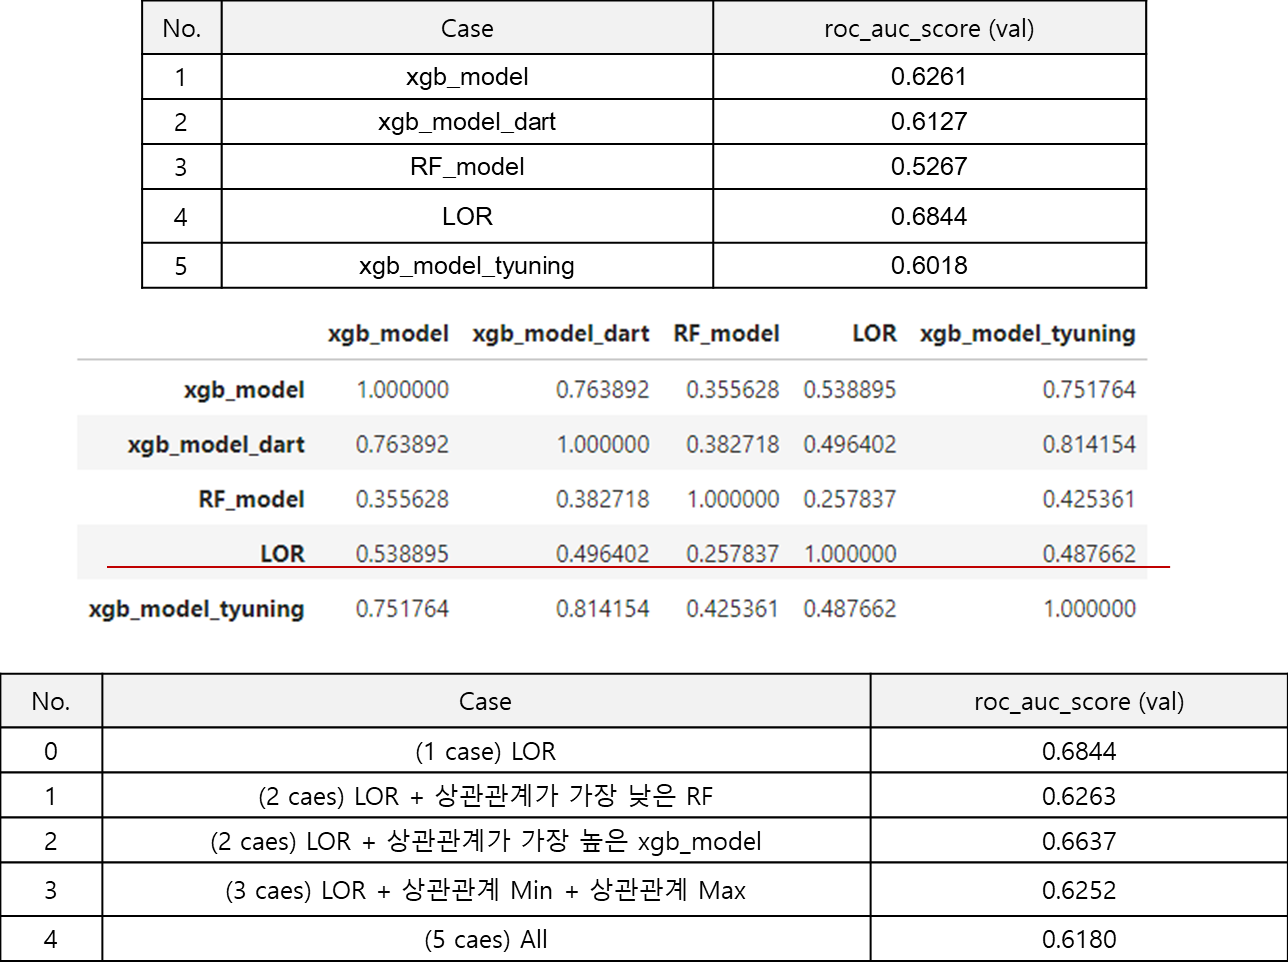 No. Case roc_auc_score (val)
1 xgb_model 0.6261
2 xgb_model_dart 0.6127
3 RF_model 0.5267
4 LOR 0.6844
5 xgb_model_tyuning 0.6018
xgb_model xgb_model_dart RF_model LOR xgb_model_tyuning
xgb_model 1.000000 0.763892 0.355628 0.538895 0.751764
xgb_model_dart 0.763892 1.000000 0.382718 0.496402 0.814154
RF_model 0.355628 0.382718 1.000000 0.257837 0.425361
LOR 0.538895 0.496402 0.257837 1.000000 0.487662
xgb_model_tyuning 0.751764 0.814154 0.425361 0.487662 1.000000
No. Case roc_auc_score (val)
0 (1 case) LOR 0.6844
1 (2 caes) LOR + 상관관계가 가장 낮은 RF 0.6263
2 (2 caes) LOR + 상관관계가 가장 높은 xgb_model 0.6637
3 (3 caes) LOR + 상관관계 Min + 상관관계 Max 0.6252
4 (5 caes) All 0.6180